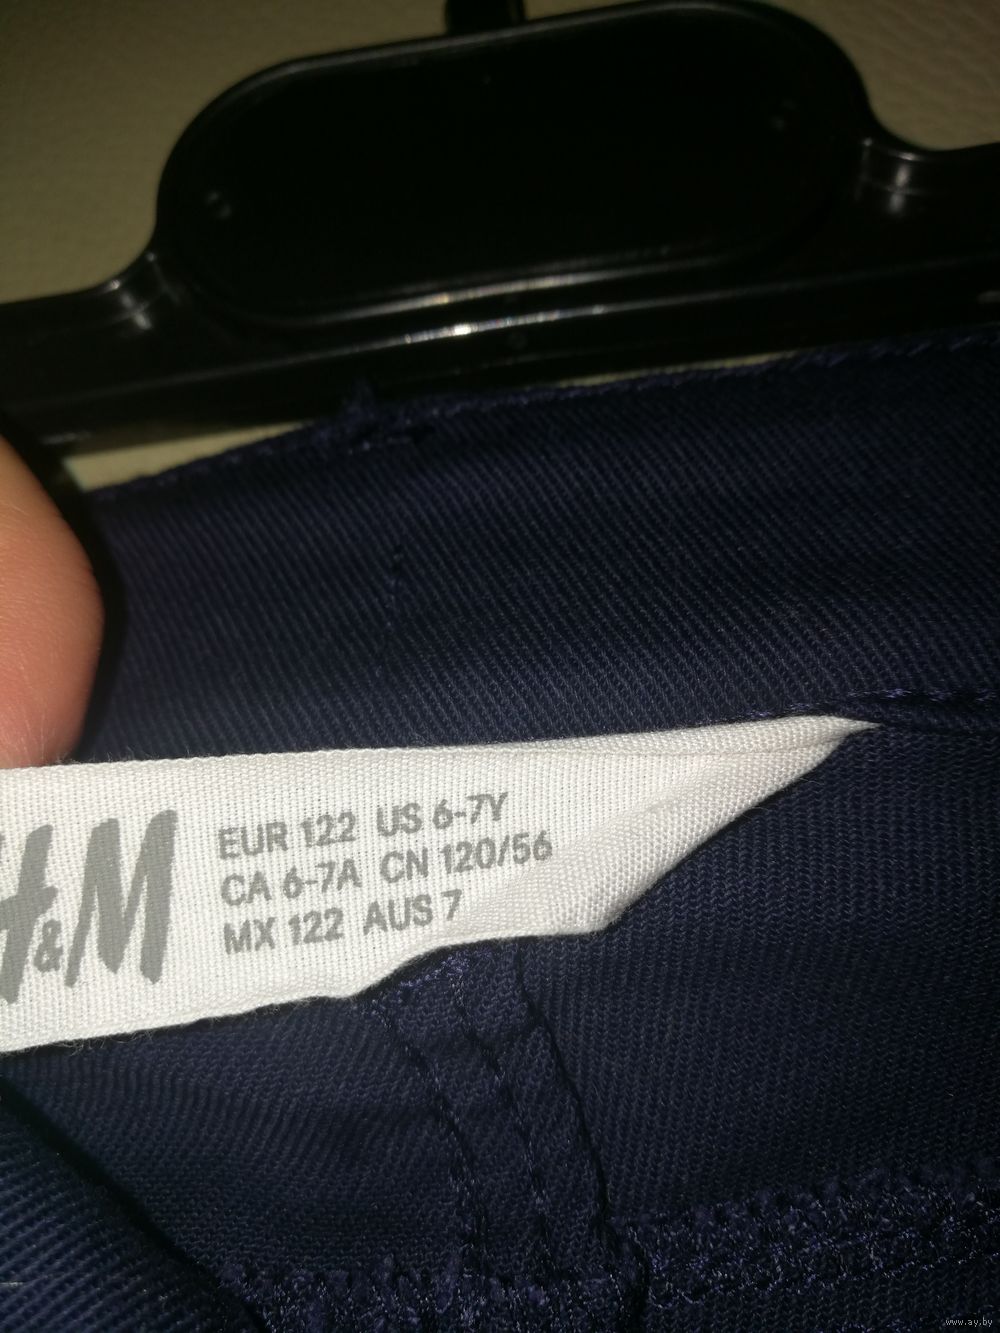 H&M
EUR 122 US 6-7Y
CA 6-7A CN 120/56
MX 122 AUS 7
www.ay.by